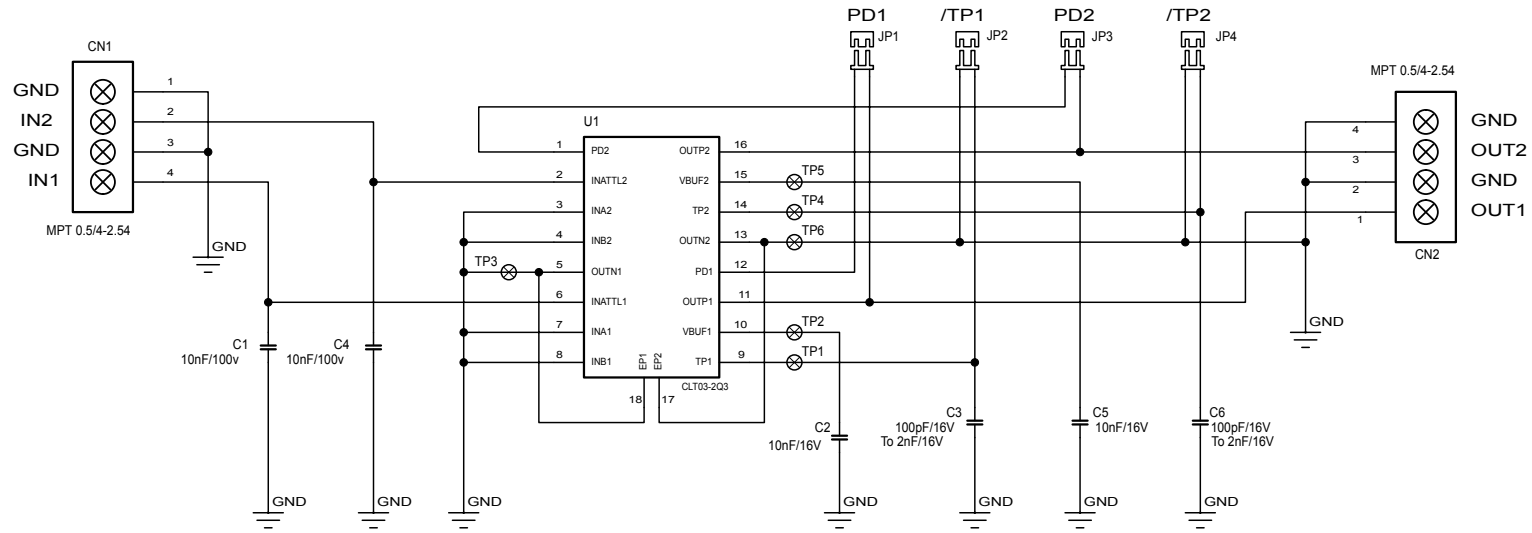 PD1 /TP1 PD2 /TP2
JP1 JP2 JP3 JP4
CN1
MPT 0.5/4-2.54
GND 1
IN2 2
GND 3
IN1 4
MPT 0.5/4-2.54
GND
U1
1 PD2 OUTP2 16
2 INATTL2 VBUF2 15 TP5
3 INA2 TP2 14 TP4
4 INB2 OUTN2 13 TP6
TP3 5 OUTN1 PD1 12
6 INATTL1 OUTP1 11
7 INA1 VBUF1 10 TP2
8 INB1 TP1 9 TP1
EP1 EP2
CLT03-2Q3
18 17
4 GND
3 OUT2
2 GND
1 OUT1
CN2
GND
C1
10nF/100v
C4
10nF/100v
C2
10nF/16V
C3
100pF/16V
To 2nF/16V
C5
10nF/16V
C6
100pF/16V
To 2nF/16V
GND GND GND GND GND GND GND